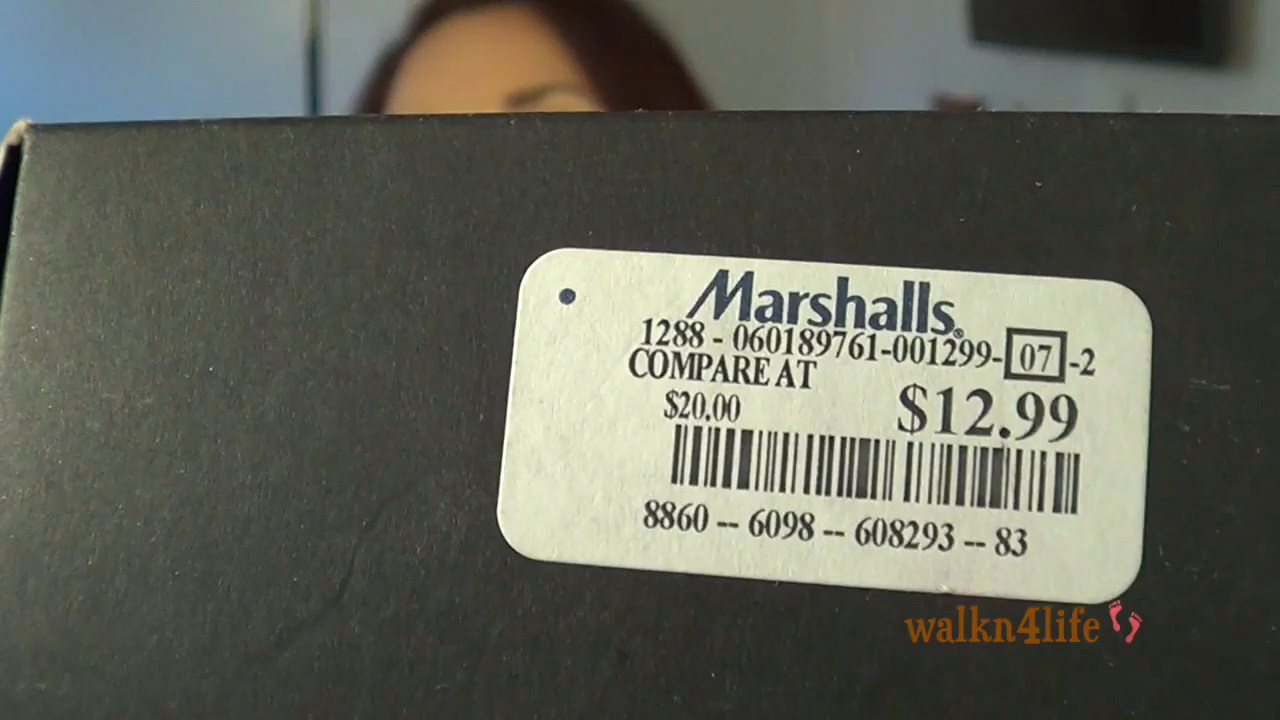 Marshalls®
1288 - 060189761-001299- 07 -2
COMPARE AT
$20.00 $12.99
8860 -- 6098 -- 608293 -- 83
walkn4life